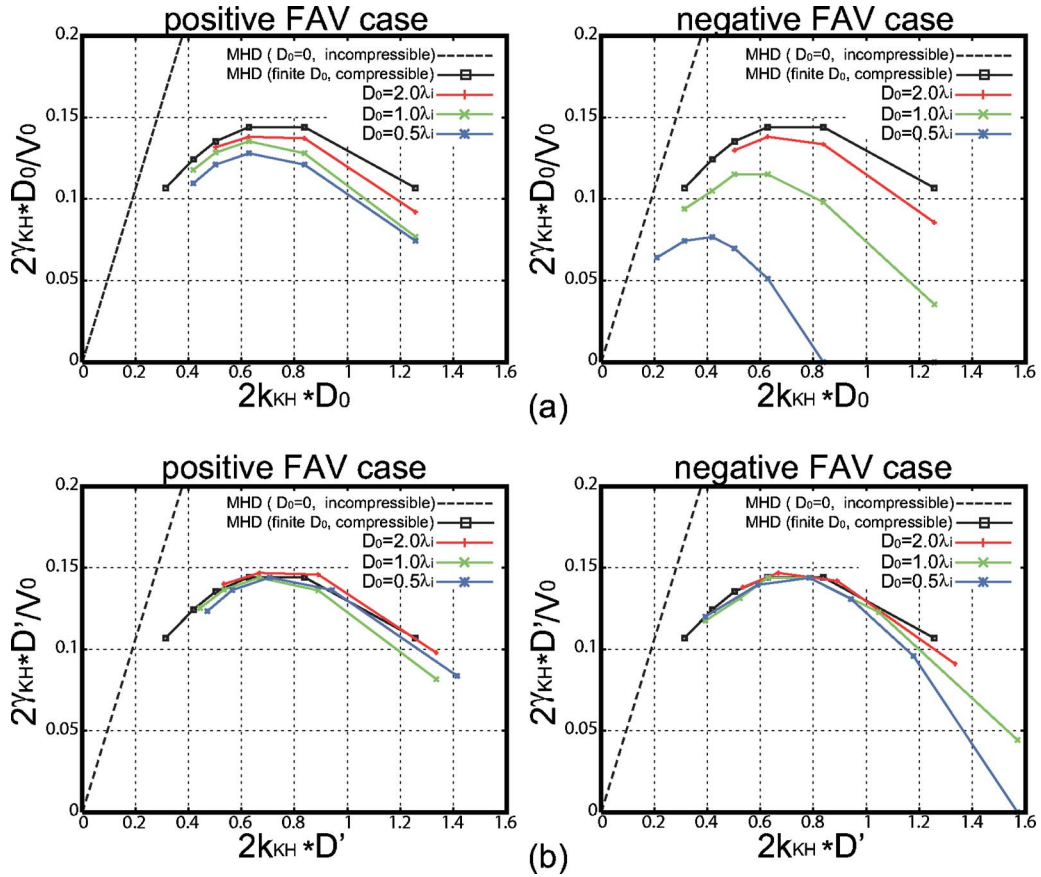 positive FAV case
0.2
0.15
0.1
0.05
0
2γKH*D0/V0
MHD ( D0=0, incompressible)
MHD (finite D0, compressible)
D0=2.0λi
D0=1.0λi
D0=0.5λi
0 0.2 0.4 0.6 0.8 1 1.2 1.4 1.6
2kKH*D0
negative FAV case
0.2
0.15
0.1
0.05
0
2γKH*D0/V0
MHD ( D0=0, incompressible)
MHD (finite D0, compressible)
D0=2.0λi
D0=1.0λi
D0=0.5λi
0 0.2 0.4 0.6 0.8 1 1.2 1.4 1.6
2kKH*D0
(a)
positive FAV case
0.2
0.15
0.1
0.05
0
2γKH*D'/V0
MHD ( D0=0, incompressible)
MHD (finite D0, compressible)
D0=2.0λi
D0=1.0λi
D0=0.5λi
0 0.2 0.4 0.6 0.8 1 1.2 1.4 1.6
2kKH*D'
negative FAV case
0.2
0.15
0.1
0.05
0
2γKH*D'/V0
MHD ( D0=0, incompressible)
MHD (finite D0, compressible)
D0=2.0λi
D0=1.0λi
D0=0.5λi
0 0.2 0.4 0.6 0.8 1 1.2 1.4 1.6
2kKH*D'
(b)